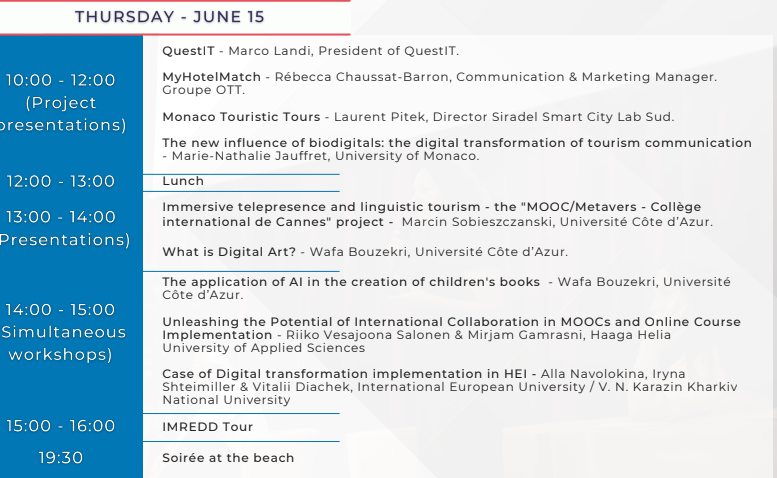 THURSDAY - JUNE 15
10:00 - 12:00
(Project
presentations)
QuestIT - Marco Landi, President of QuestIT.
MyHotelMatch - Rébecca Chaussat-Barron, Communication & Marketing Manager.
Groupe OTT.
Monaco Touristic Tours - Laurent Pitek, Director Siradel Smart City Lab Sud.
The new influence of biodigitals: the digital transformation of tourism communication
- Marie-Nathalie Jauffret, University of Monaco.
12:00 - 13:00
Lunch
13:00 - 14:00
Presentations)
Immersive telepresence and linguistic tourism - the "MOOC/Metavers - Collège
international de Cannes" project - Marcin Sobieszczanski, Université Côte d'Azur.
What is Digital Art? - Wafa Bouzekri, Université Côte d'Azur.
14:00 - 15:00
(Simultaneous
workshops)
The application of AI in the creation of children's books - Wafa Bouzekri, Université
Côte d'Azur.
Unleashing the Potential of International Collaboration in MOOCs and Online Course
Implementation - Riiko Vesajoona Salonen & Mirjam Gamrasni, Haaga Helia
University of Applied Sciences
Case of Digital transformation implementation in HEI - Alla Navolokina, Iryna
Shteimiller & Vitalii Diachek, International European University / V. N. Karazin Kharkiv
National University
15:00 - 16:00
IMREDD Tour
19:30
Soirée at the beach